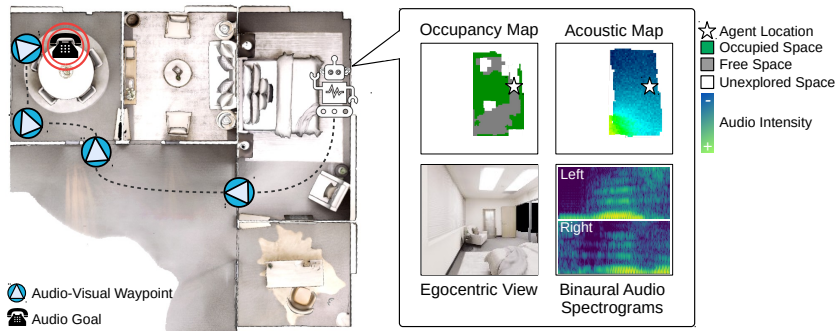 Occupancy Map
Acoustic Map
Agent Location
Occupied Space
Free Space
Unexplored Space
-
Audio Intensity
+
Left
Right
Egocentric View
Binaural Audio
Spectrograms
Audio-Visual Waypoint
Audio Goal